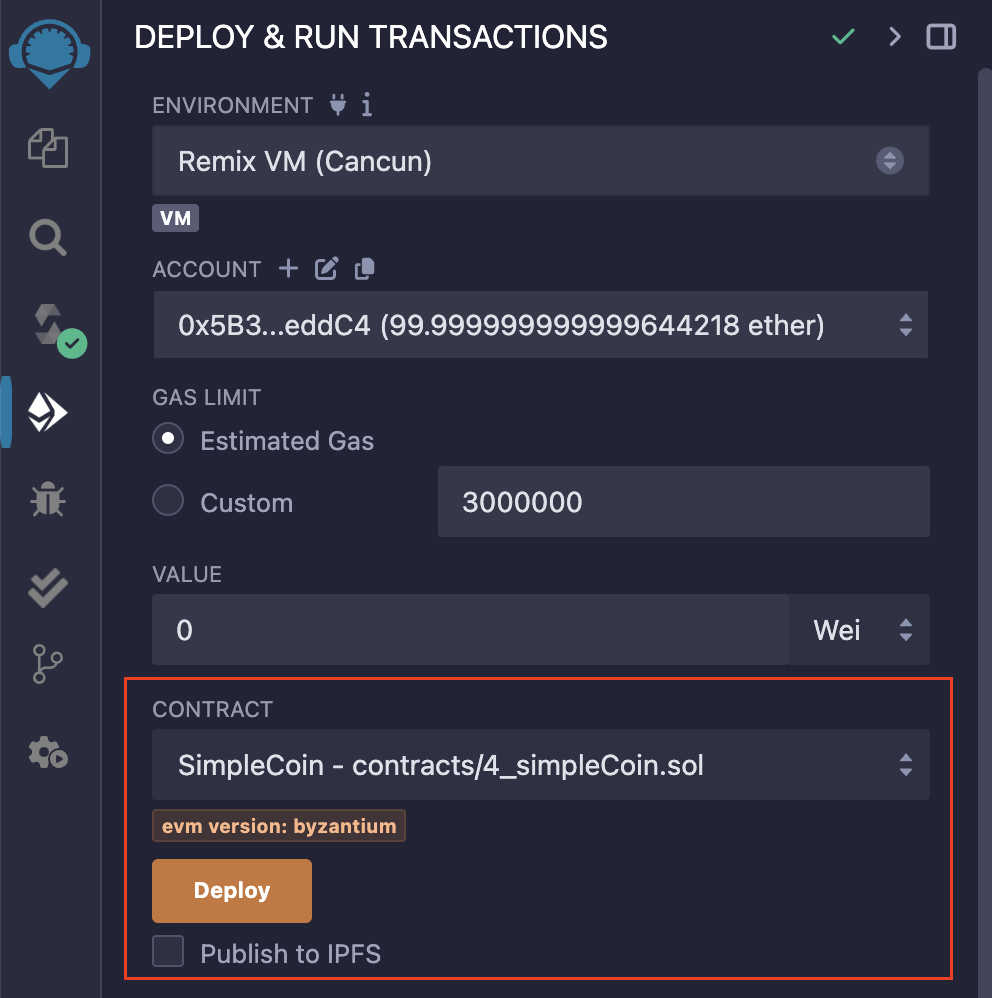 DEPLOY & RUN TRANSACTIONS
ENVIRONMENT
Remix VM (Cancun)
VM
ACCOUNT
0x5B3...eddC4 (99.999999999999644218 ether)
GAS LIMIT
Estimated Gas
Custom
3000000
VALUE
0 Wei
CONTRACT
SimpleCoin - contracts/4_simpleCoin.sol
evm version: byzantium
Deploy
Publish to IPFS